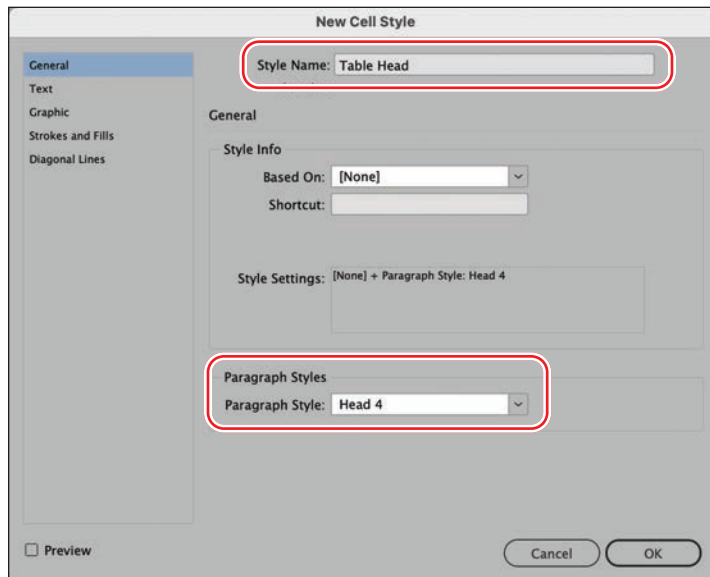 New Cell Style
General
Text
Graphic
Strokes and Fills
Diagonal Lines
Style Name: Table Head
General
Style Info
Based On: [None]
Shortcut:
Style Settings: [None] + Paragraph Style: Head 4
Paragraph Styles
Paragraph Style: Head 4
Preview
Cancel
OK